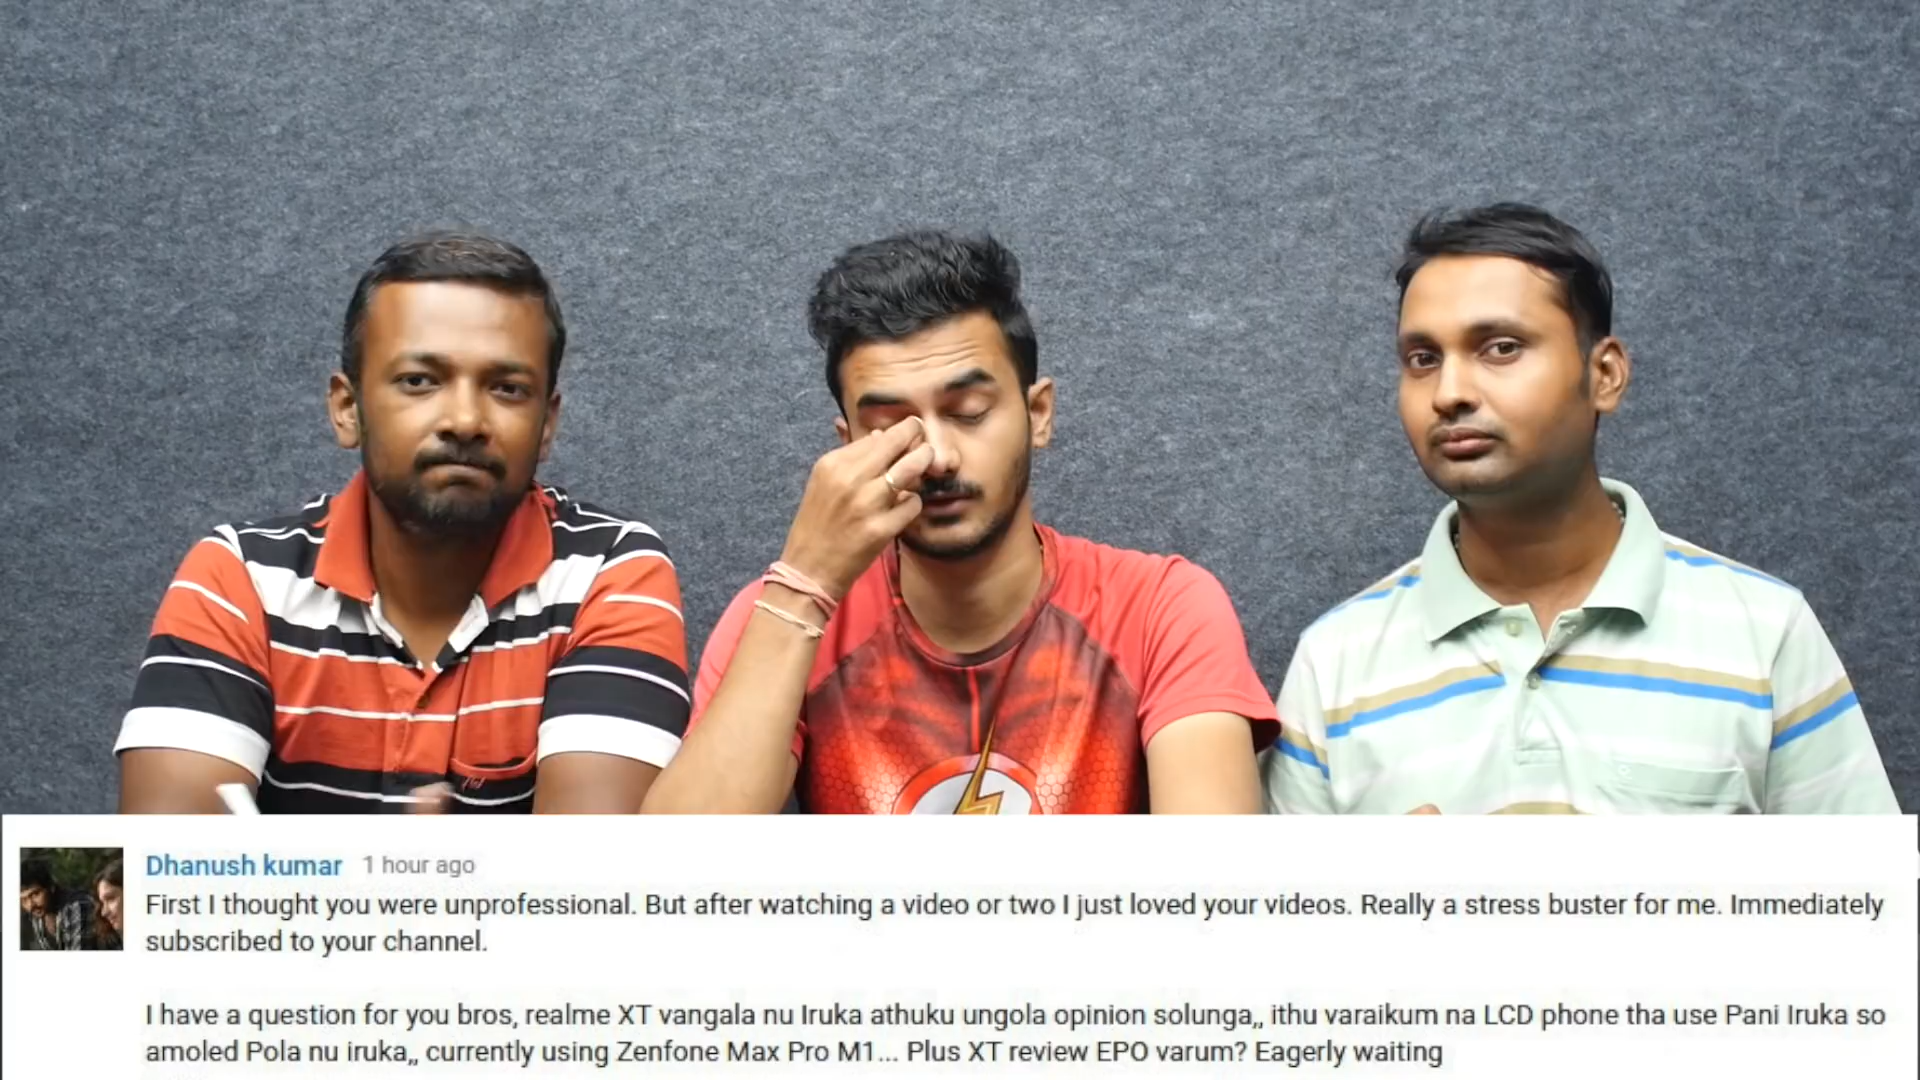 Dhanush kumar 1 hour ago
First I thought you were unprofessional. But after watching a video or two I just loved your videos. Really a stress buster for me. Immediately
subscribed to your channel.
I have a question for you bros, realme XT vangala nu Iruka athuku ungola opinion solunga,, ithu varaikum na LCD phone tha use Pani Iruka so
amoled Pola nu iruka,, currently using Zenfone Max Pro M1... Plus XT review EPO varum? Eagerly waiting